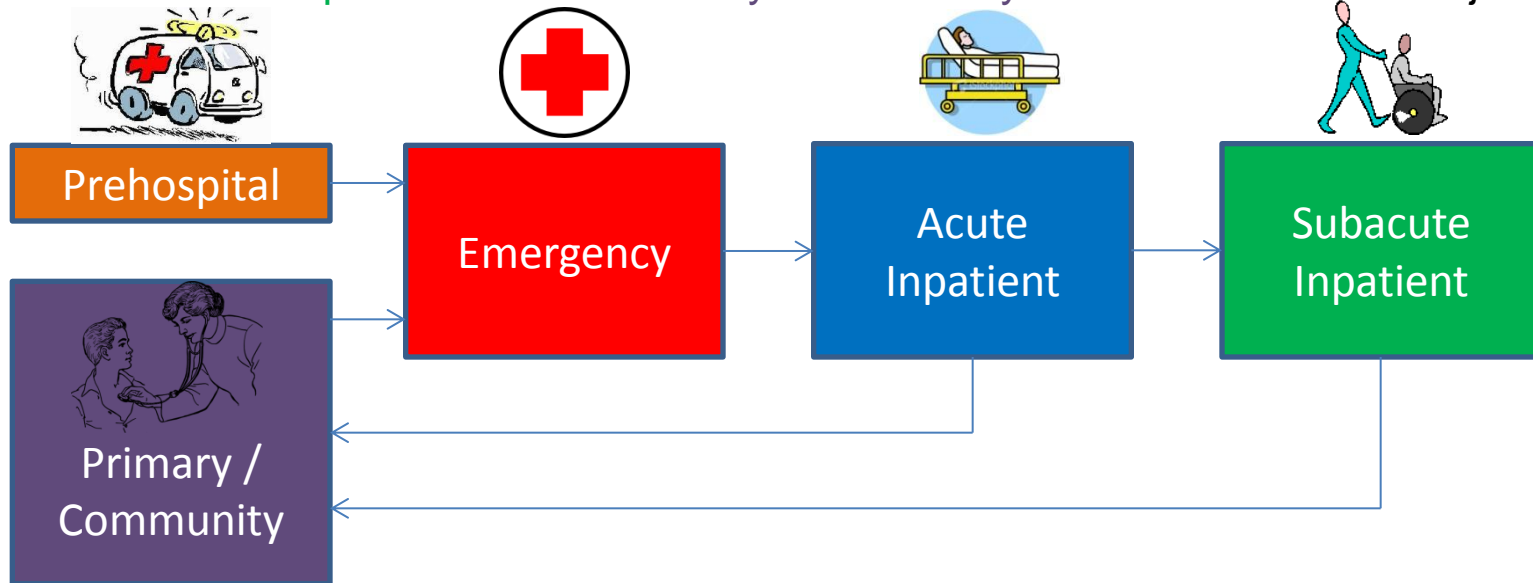 Prehospital
Emergency
Acute
Inpatient
Subacute
Inpatient
Primary /
Community